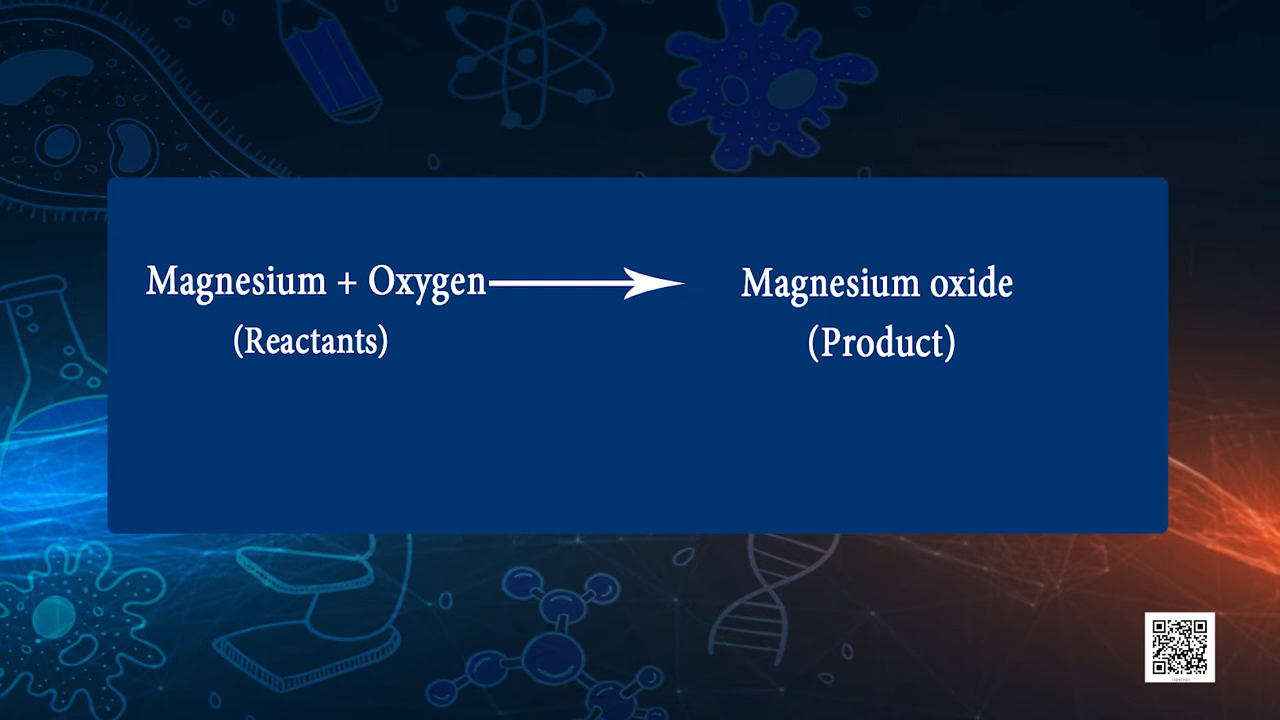 Magnesium + Oxygen → Magnesium oxide
(Reactants) (Product)